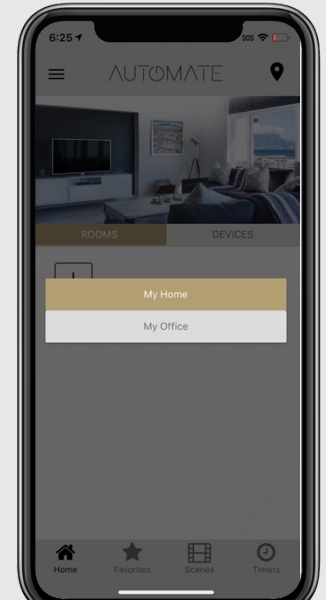 6:25
SOS
AUTOMATE
ROOMS DEVICES
My Home
My Office
Home Favorites Scenes Timers